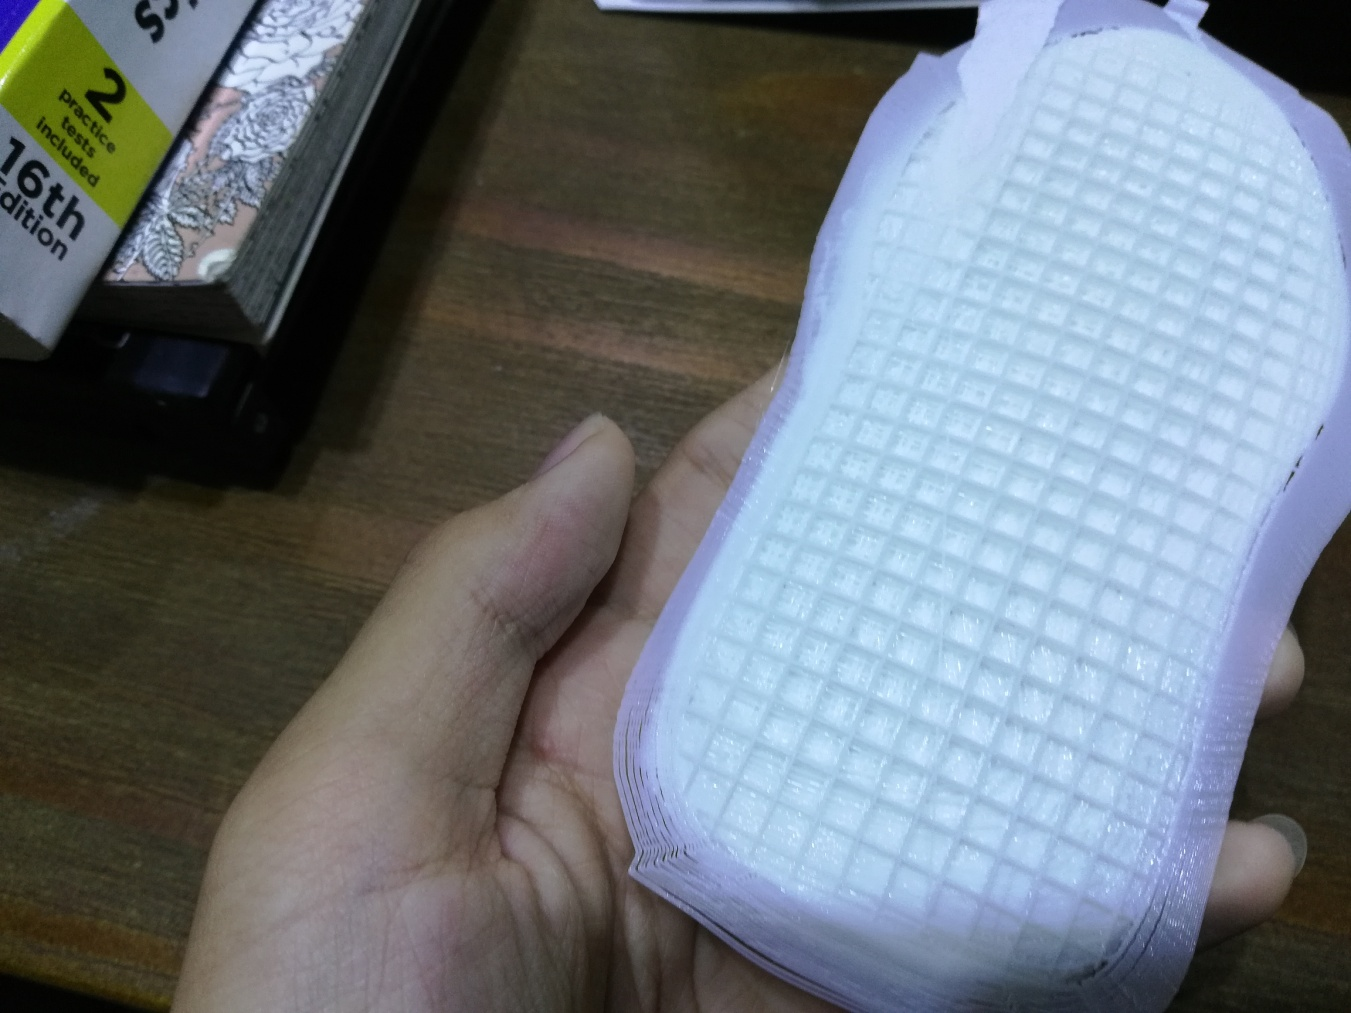 2
practice
tests
included
16th
Edition